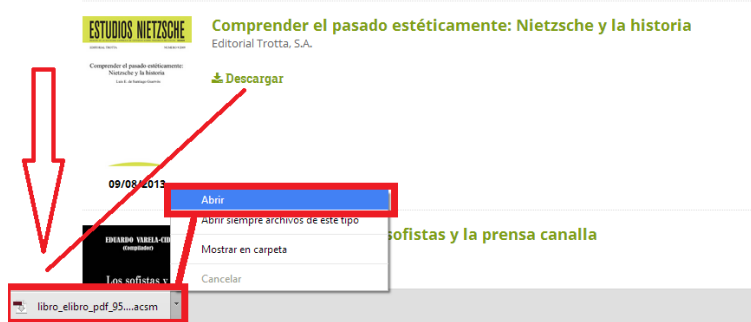 ESTUDIOS NIETZSCHE
Comprender el pasado estéticamente: Nietzsche y la historia
Editorial Trotta, S.A.
Comprender el pasado estéticamente:
Nietzsche y la historia
Descargar
09/08/2013
Abrir
Abrir siempre archivos de este tipo
Mostrar en carpeta
Cancelar
EDUARDO VARELA-CID
(Compilador)
sofistas y la prensa canalla
Los sofistas y
libro_elibro_pdf_95....acsm